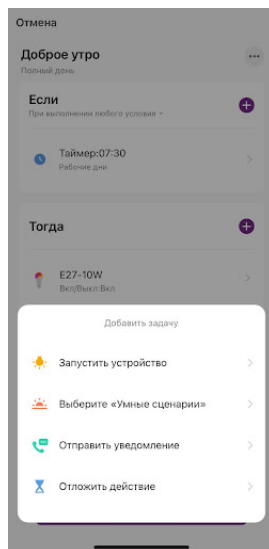 Отмена
Доброе утро
Полный день
Если
При выполнении любого условия
Таймер:07:30
Рабочие дни
Тогда
E27-10W
Вкл/Выкл:Вкл
Добавить задачу
Запустить устройство
Выберите «Умные сценарии»
Отправить уведомление
Отложить действие